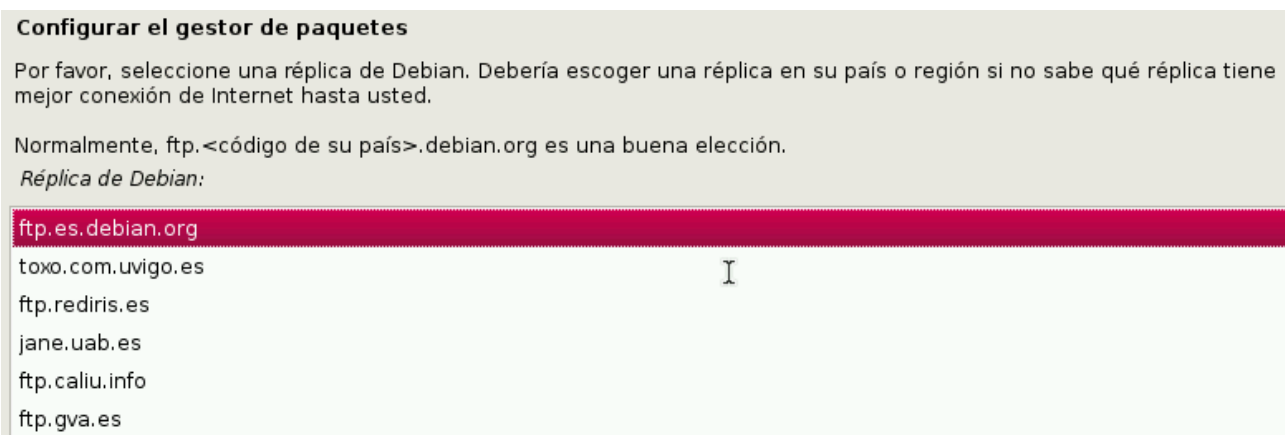 Configurar el gestor de paquetes
Por favor, seleccione una réplica de Debian. Debería escoger una réplica en su país o región si no sabe qué réplica tiene
mejor conexión de Internet hasta usted.
Normalmente, ftp.<código de su país>.debian.org es una buena elección.
Réplica de Debian:
ftp.es.debian.org
toxo.com.uvigo.es
ftp.rediris.es
jane.uab.es
ftp.caliu.info
ftp.gva.es